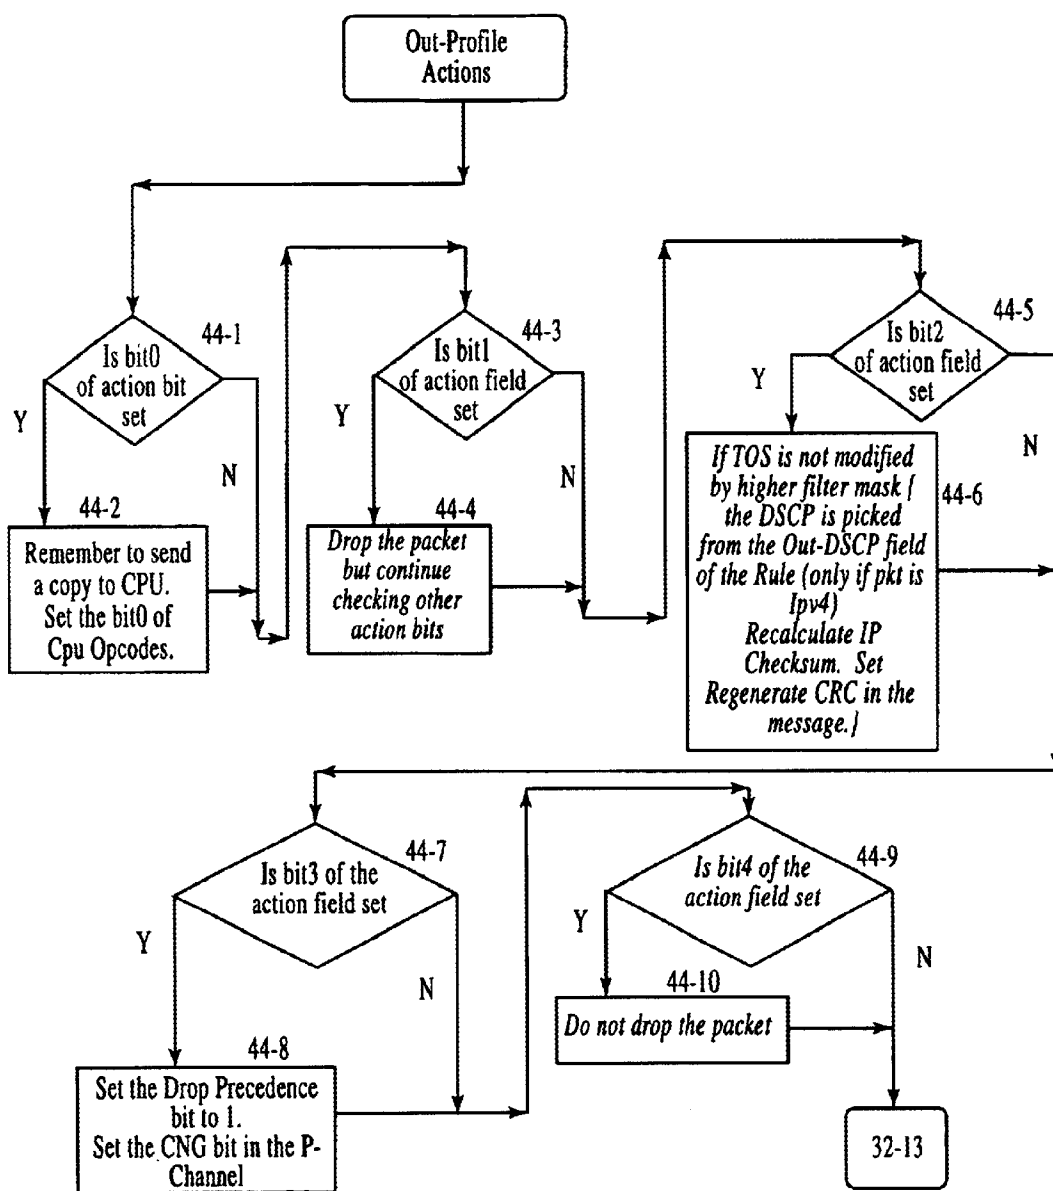 Out-Profile
Actions
44-1
Is bit0
of action bit
set
Y
N
44-2
Remember to send
a copy to CPU.
Set the bit0 of
Cpu Opcodes.
44-3
Is bit1
of action field
set
Y
N
44-4
Drop the packet
but continue
checking other
action bits
44-5
Is bit2
of action field
set
Y
N
44-6
If TOS is not modified
by higher filter mask [
the DSCP is picked
from the Out-DSCP field
of the Rule (only if pkt is
Ipv4)
Recalculate IP
Checksum. Set
Regenerate CRC in the
message.]
44-7
Is bit3 of the
action field set
Y
N
44-8
Set the Drop Precedence
bit to 1.
Set the CNG bit in the P-
Channel
44-9
Is bit4 of the
action field set
Y
N
44-10
Do not drop the packet
32-13